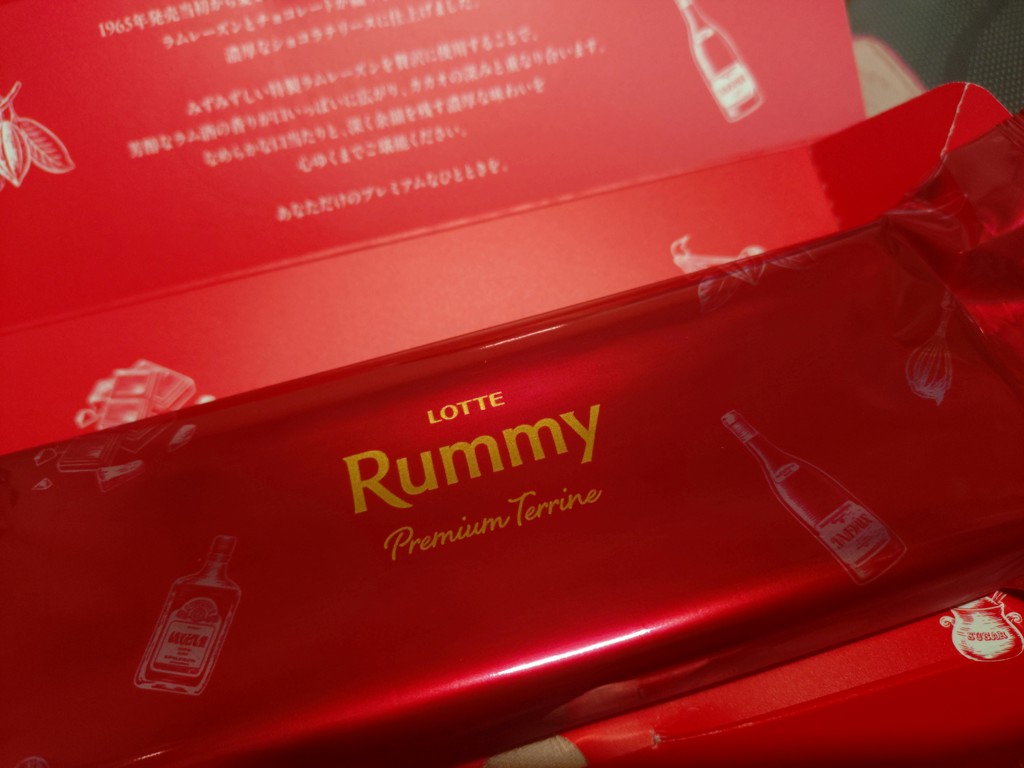 1965年発売当初から
ラムレーズンとチョコレートが
濃厚なショコラテリーヌに仕上げました。
みずみずしい特製ラムレーズンを贅沢に使用することで、
芳醇なラム酒の香りが口いっぱいに広がり、カカオの深みと重なり合います。
なめらかな口当たりと、深く余韻を残す濃厚な味わいを
心ゆくまでご堪能ください。
あなただけのプレミアムなひとときを。
LOTTE
Rummy
Premium Terrine
SUGAR